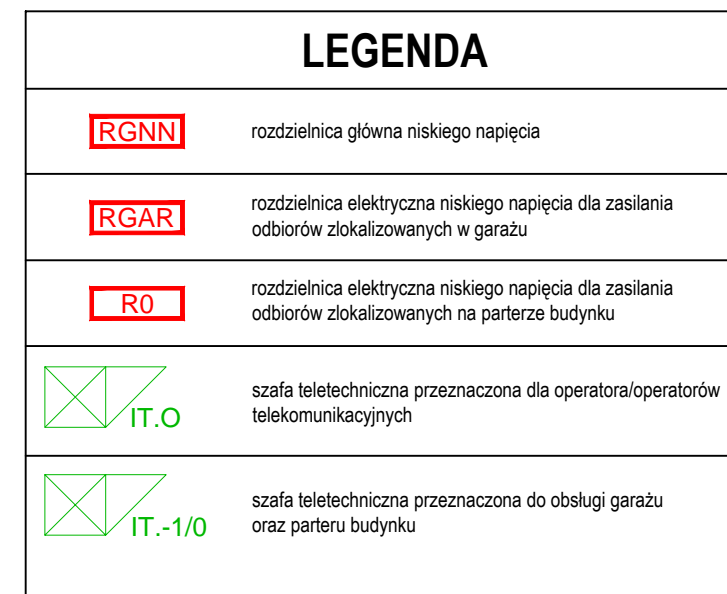 LEGENDA
RGNN
rozdzielnica główna niskiego napięcia
RGAR
rozdzielnica elektryczna niskiego napięcia dla zasilania
odbiorów zlokalizowanych w garażu
R0
rozdzielnica elektryczna niskiego napięcia dla zasilania
odbiorów zlokalizowanych na parterze budynku
IT.O
szafa teletechniczna przeznaczona dla operatora/operatorów
telekomunikacyjnych
IT.-1/0
szafa teletechniczna przeznaczona do obsługi garażu
oraz parteru budynku